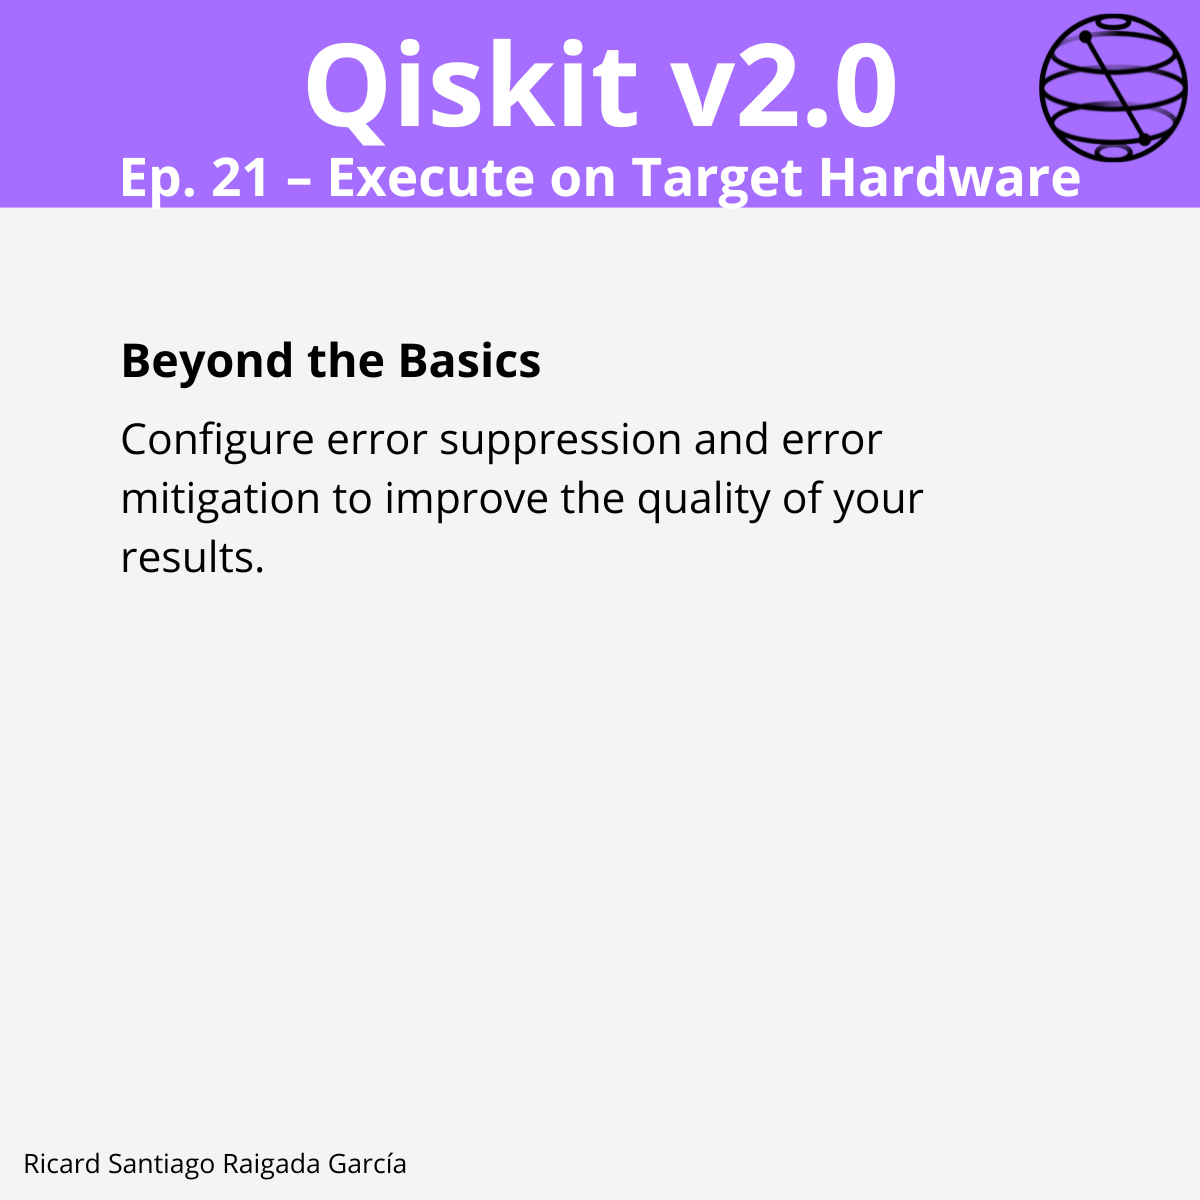 Qiskit v2.0
Ep. 21 – Execute on Target Hardware
Beyond the Basics
Configure error suppression and error
mitigation to improve the quality of your
results.
Ricard Santiago Raigada García